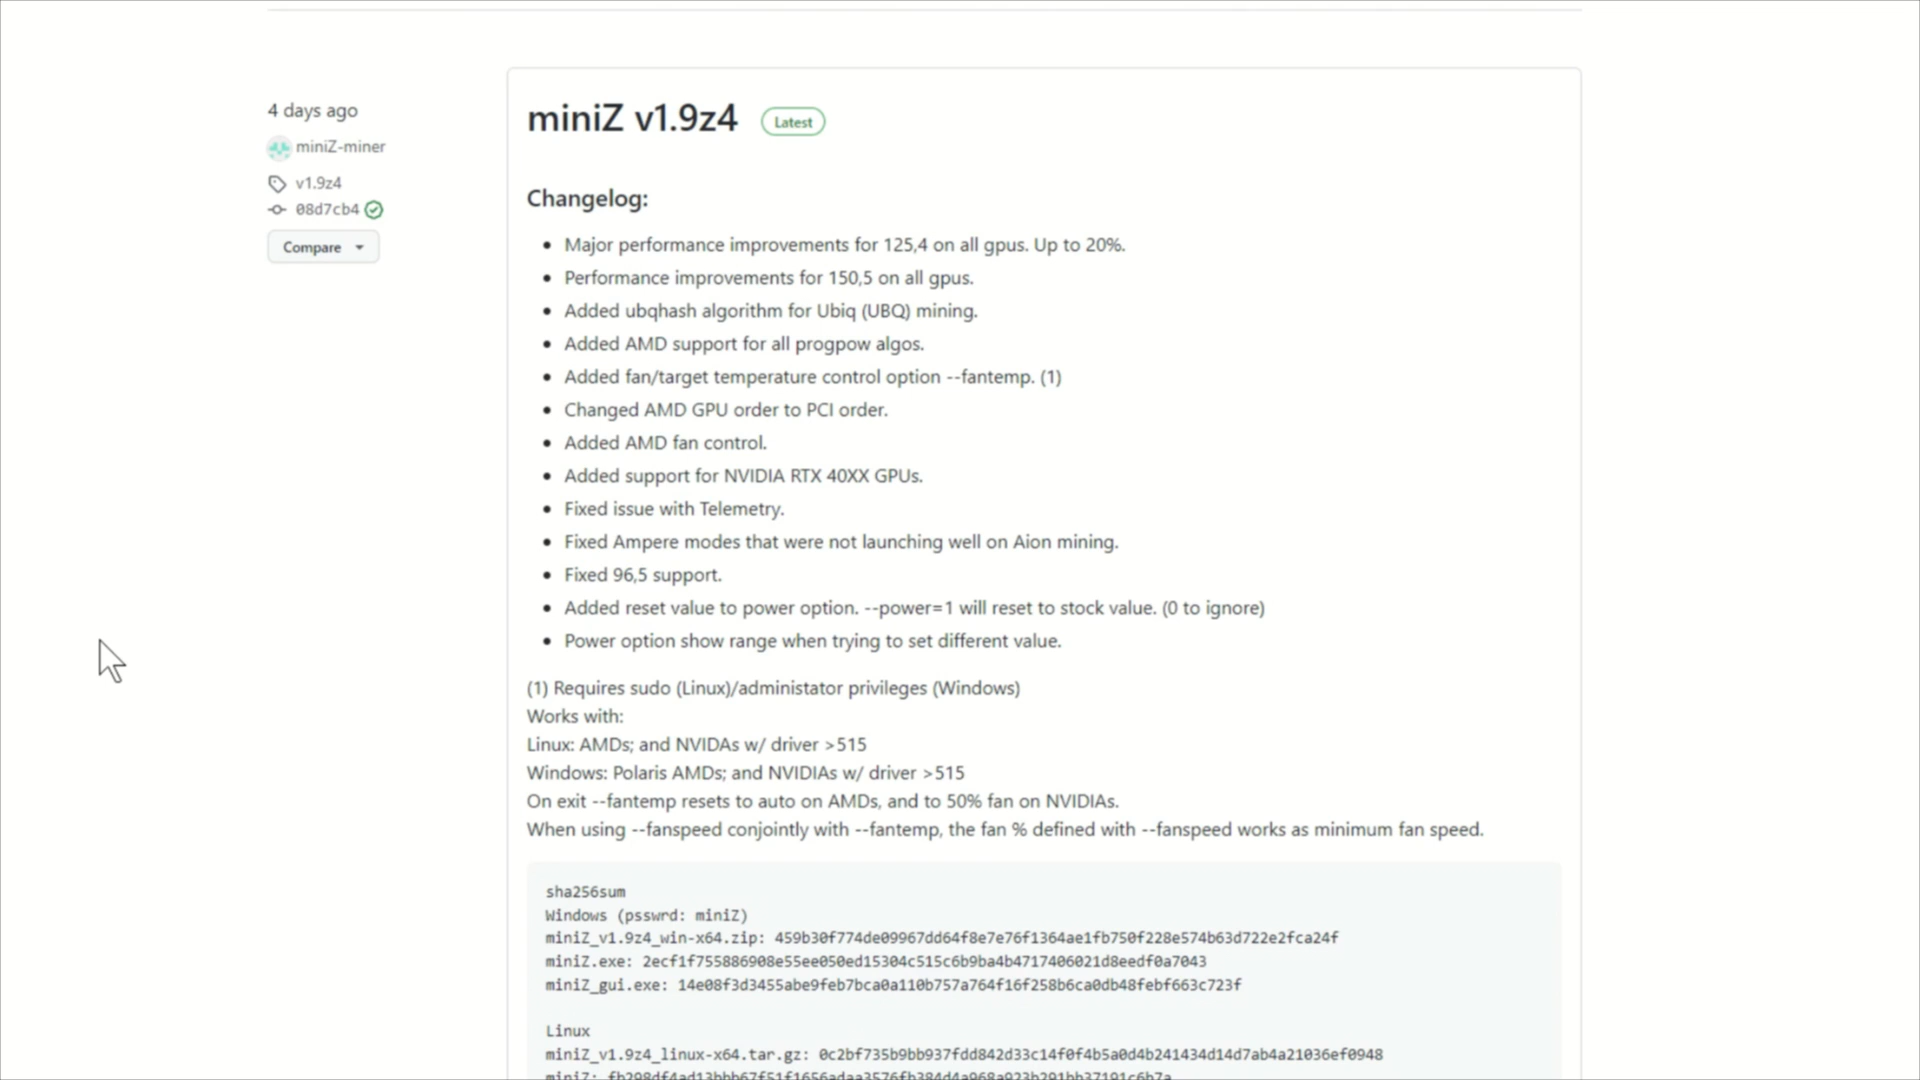 4 days ago
miniZ-miner
v1.9z4
08d7cb4
Compare
miniZ v1.9z4 Latest
Changelog:
• Major performance improvements for 125,4 on all gpus. Up to 20%.
• Performance improvements for 150,5 on all gpus.
• Added ubqhash algorithm for Ubiq (UBQ) mining.
• Added AMD support for all progpow algos.
• Added fan/target temperature control option --fantemp. (1)
• Changed AMD GPU order to PCI order.
• Added AMD fan control.
• Added support for NVIDIA RTX 40XX GPUs.
• Fixed issue with Telemetry.
• Fixed Ampere modes that were not launching well on Aion mining.
• Fixed 96,5 support.
• Added reset value to power option. --power=1 will reset to stock value. (0 to ignore)
• Power option show range when trying to set different value.
(1) Requires sudo (Linux)/administator privileges (Windows)
Works with:
Linux: AMDs; and NVIDAs w/ driver >515
Windows: Polaris AMDs; and NVIDIAs w/ driver >515
On exit --fantemp resets to auto on AMDs, and to 50% fan on NVIDIAs.
When using --fanspeed conjointly with --fantemp, the fan % defined with --fanspeed works as minimum fan speed.
sha256sum
Windows (psswrd: miniZ)
miniZ_v1.9z4_win-x64.zip: 459b30f774de09967dd64f8e7e76f1364ae1fb750f228e574b63d722e2fca24f
miniZ.exe: 2ecf1f755886908e55ee050ed15304c515c6b9ba4b4717406021d8eedf0a7043
miniZ_gui.exe: 14e08f3d3455abe9feb7bca0a110b757a764f16f258b6ca0db48febf663c723f
Linux
miniZ_v1.9z4_linux-x64.tar.gz: 0c2bf735b9bb937fdd842d33c14f0f4b5a0d4b241434d14d7ab4a21036ef0948
miniZ: